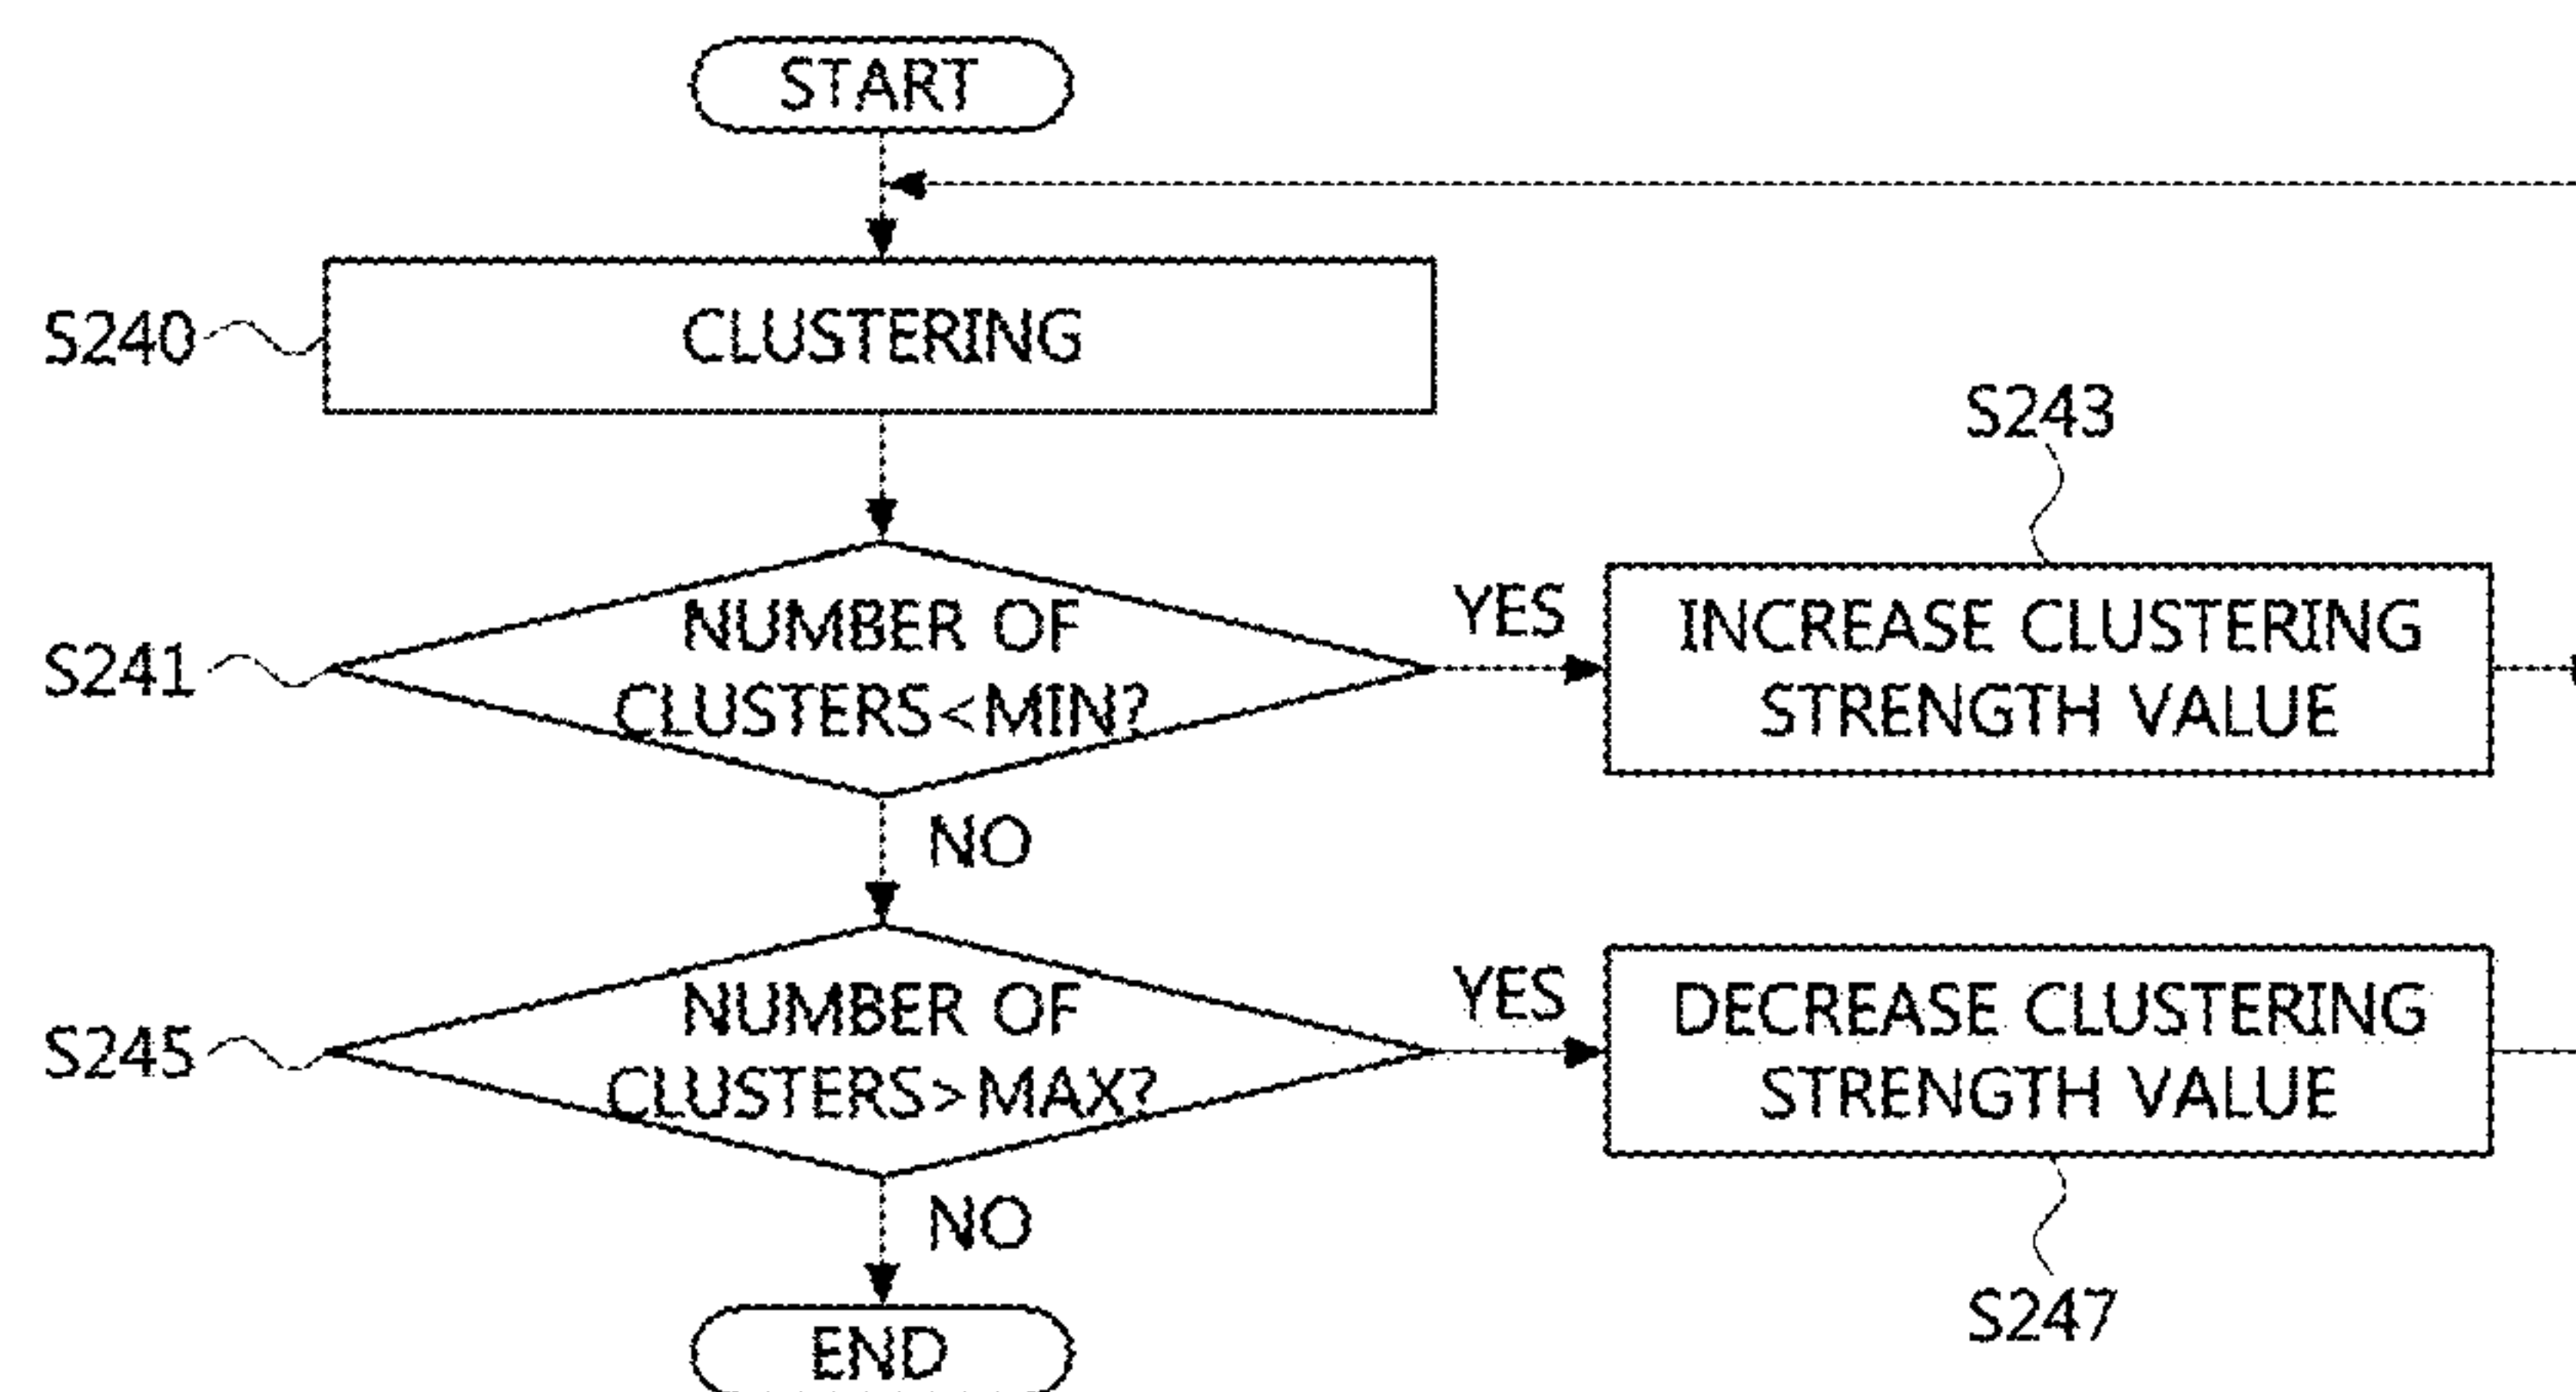 START
S240
CLUSTERING
S243
S241
NUMBER OF
CLUSTERS<MIN?
YES
INCREASE CLUSTERING
STRENGTH VALUE
NO
S245
NUMBER OF
CLUSTERS>MAX?
YES
DECREASE CLUSTERING
STRENGTH VALUE
NO
S247
END